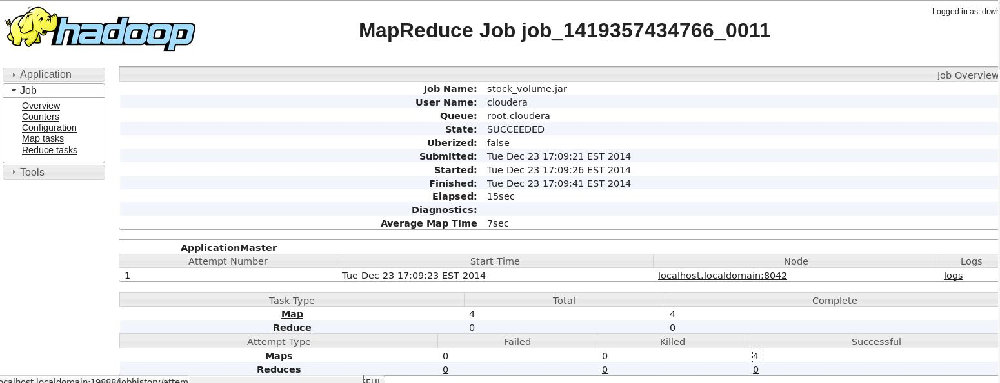 Logged in as: dr.wh
hadoop
MapReduce Job job_1419357434766_0011
Application
Job
Overview
Counters
Configuration
Map tasks
Reduce tasks
Tools
Job Overview
Job Name: stock_volume.jar
User Name: cloudera
Queue: root.cloudera
State: SUCCEEDED
Uberized: false
Submitted: Tue Dec 23 17:09:21 EST 2014
Started: Tue Dec 23 17:09:26 EST 2014
Finished: Tue Dec 23 17:09:41 EST 2014
Elapsed: 15sec
Diagnostics:
Average Map Time 7sec
ApplicationMaster
Attempt Number Start Time Node Logs
1 Tue Dec 23 17:09:23 EST 2014 localhost.localdomain:8042 logs
Task Type Total Complete
Map 4 4
Reduce 0 0
Attempt Type Failed Killed Successful
Maps 0 0 4
Reduces 0 0 0
ocalhost.localdomain:19888/jobhistory/attem